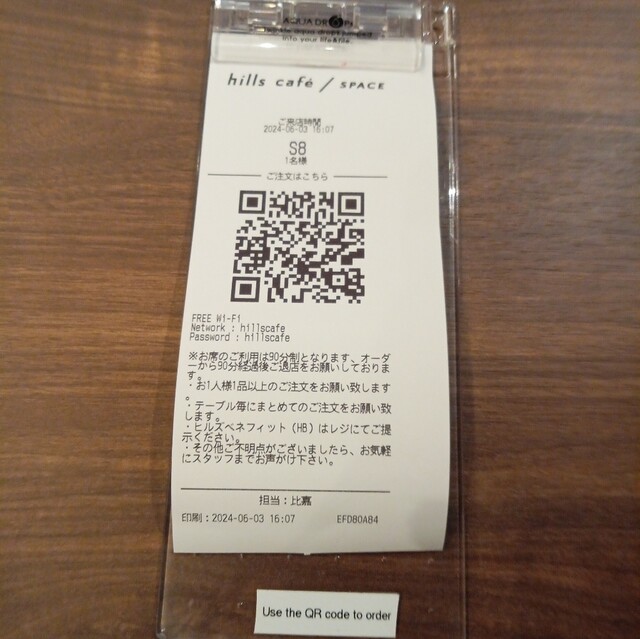 AQUA DROPs
into your life&file.
hills café / SPACE
ご来店時間
2024-06-03 16:07
S8
1名様
ご注文はこちら
FREE Wi-Fi
Network : hillscafe
Password : hillscafe
※お席のご利用は90分制となります、オーダ
ーから90分経過後ご退店をお願いしておりま
す。
・お1人様1品以上のご注文をお願い致します
。
・テーブル毎にまとめてのご注文をお願い致
します。
・ヒルズベネフィット(HB)はレジにてご提
示ください。
・その他ご不明点がございましたら、お気軽
にスタッフまでお声がけ下さい。
担当：比嘉
印刷：2024-06-03 16:07 EFD80A84
Use the QR code to order